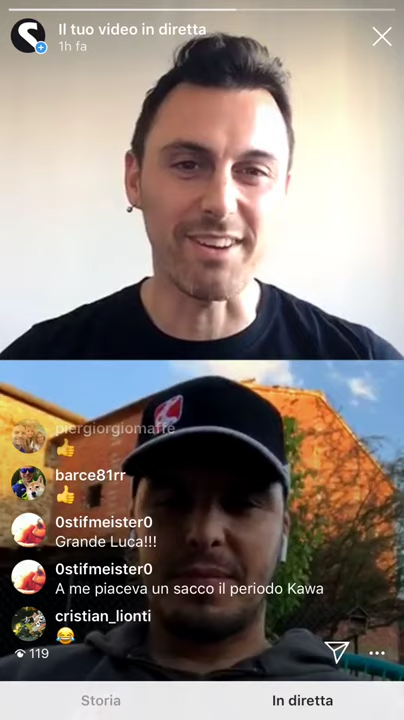 Il tuo video in diretta
1h fa
piergiorgiomaffe
👍
barce81rr
👍
0stifmeister0
Grande Luca!!!
0stifmeister0
A me piaceva un sacco il periodo Kawa
cristian_lionti
😂
119
Storia
In diretta